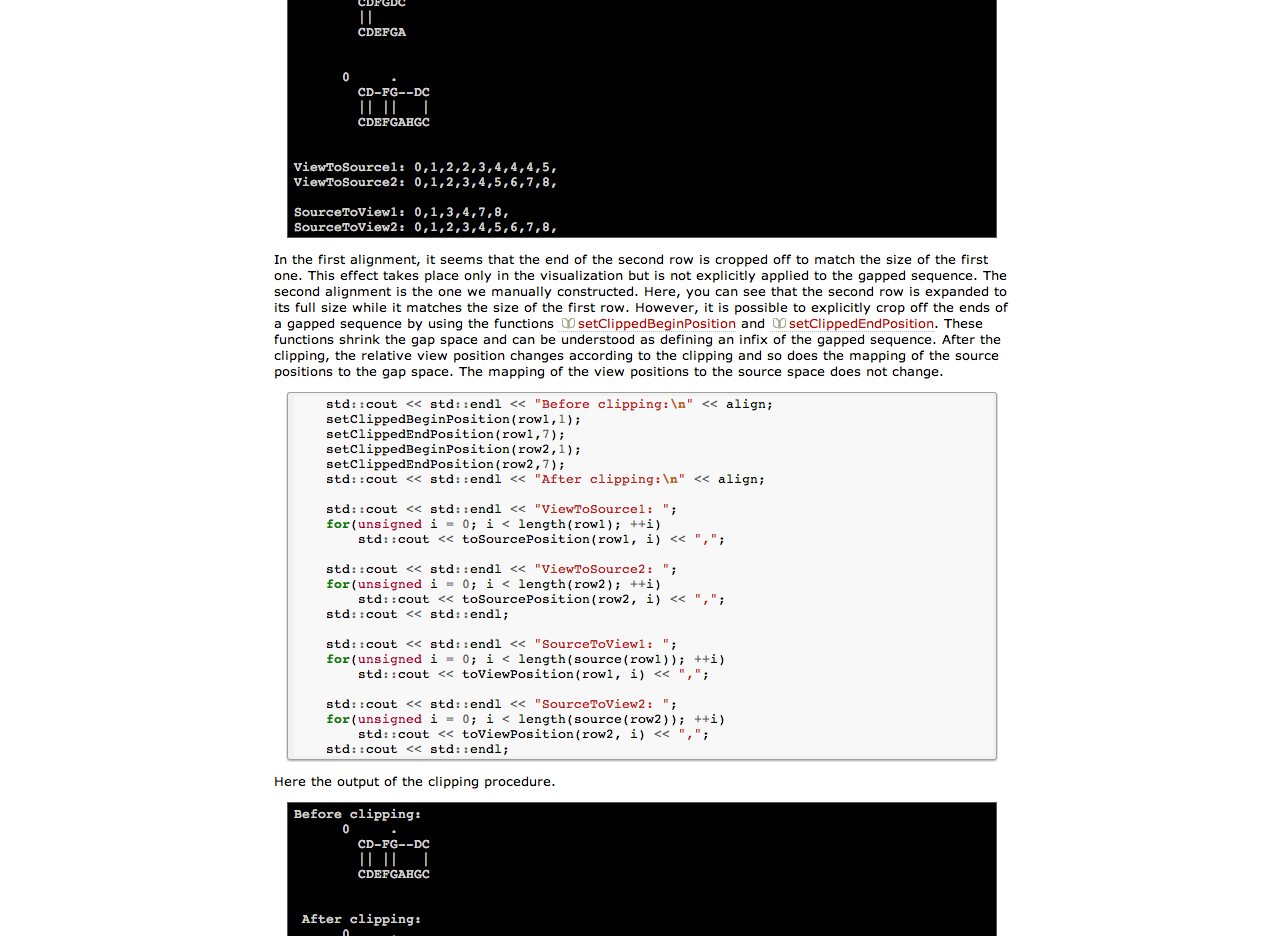 CDFGDC
||
CDEFGA
0     .
CD-FG--DC
|| ||   |
CDEFGAHGC
ViewToSource1: 0,1,2,2,3,4,4,4,5,
ViewToSource2: 0,1,2,3,4,5,6,7,8,
SourceToView1: 0,1,3,4,7,8,
SourceToView2: 0,1,2,3,4,5,6,7,8,
In the first alignment, it seems that the end of the second row is cropped off to match the size of the first
one. This effect takes place only in the visualization but is not explicitly applied to the gapped sequence. The
second alignment is the one we manually constructed. Here, you can see that the second row is expanded to
its full size while it matches the size of the first row. However, it is possible to explicitly crop off the ends of
a gapped sequence by using the functions setClippedBeginPosition and setClippedEndPosition. These
functions shrink the gap space and can be understood as defining an infix of the gapped sequence. After the
clipping, the relative view position changes according to the clipping and so does the mapping of the source
positions to the gap space. The mapping of the view positions to the source space does not change.
std::cout << std::endl << "Before clipping:\n" << align;
setClippedBeginPosition(row1,1);
setClippedEndPosition(row1,7);
setClippedBeginPosition(row2,1);
setClippedEndPosition(row2,7);
std::cout << std::endl << "After clipping:\n" << align;
std::cout << std::endl << "ViewToSource1: ";
for(unsigned i = 0; i < length(row1); ++i)
std::cout << toSourcePosition(row1, i) << ",";
std::cout << std::endl << "ViewToSource2: ";
for(unsigned i = 0; i < length(row2); ++i)
std::cout << toSourcePosition(row2, i) << ",";
std::cout << std::endl;
std::cout << std::endl << "SourceToView1: ";
for(unsigned i = 0; i < length(source(row1)); ++i)
std::cout << toViewPosition(row1, i) << ",";
std::cout << std::endl << "SourceToView2: ";
for(unsigned i = 0; i < length(source(row2)); ++i)
std::cout << toViewPosition(row2, i) << ",";
std::cout << std::endl;
Here the output of the clipping procedure.
Before clipping:
0     .
CD-FG--DC
|| ||   |
CDEFGAHGC
After clipping:
0     .